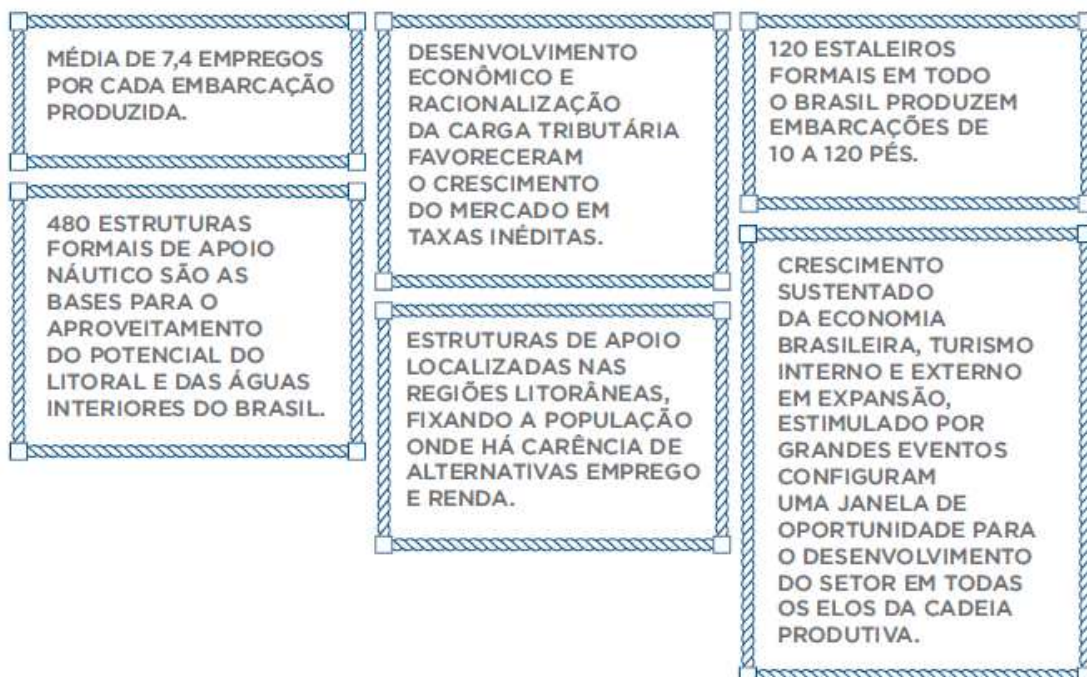 MÉDIA DE 7,4 EMPREGOS
POR CADA EMBARCAÇÃO
PRODUZIDA.
480 ESTRUTURAS
FORMAIS DE APOIO
NÁUTICO SÃO AS
BASES PARA O
APROVEITAMENTO
DO POTENCIAL DO
LITORAL E DAS ÁGUAS
INTERIORES DO BRASIL.
DESENVOLVIMENTO
ECONÔMICO E
RACIONALIZAÇÃO
DA CARGA TRIBUTÁRIA
FAVORECERAM
O CRESCIMENTO
DO MERCADO EM
TAXAS INÉDITAS.
ESTRUTURAS DE APOIO
LOCALIZADAS NAS
REGIÕES LITORÂNEAS,
FIXANDO A POPULAÇÃO
ONDE HÁ CARÊNCIA DE
ALTERNATIVAS EMPREGO
E RENDA.
120 ESTALEIROS
FORMAIS EM TODO
O BRASIL PRODUZEM
EMBARCAÇÕES DE
10 A 120 PÉS.
CRESCIMENTO
SUSTENTADO
DA ECONOMIA
BRASILEIRA, TURISMO
INTERNO E EXTERNO
EM EXPANSÃO,
ESTIMULADO POR
GRANDES EVENTOS
CONFIGURAM
UMA JANELA DE
OPORTUNIDADE PARA
O DESENVOLVIMENTO
DO SETOR EM TODAS
OS ELOS DA CADEIA
PRODUTIVA.